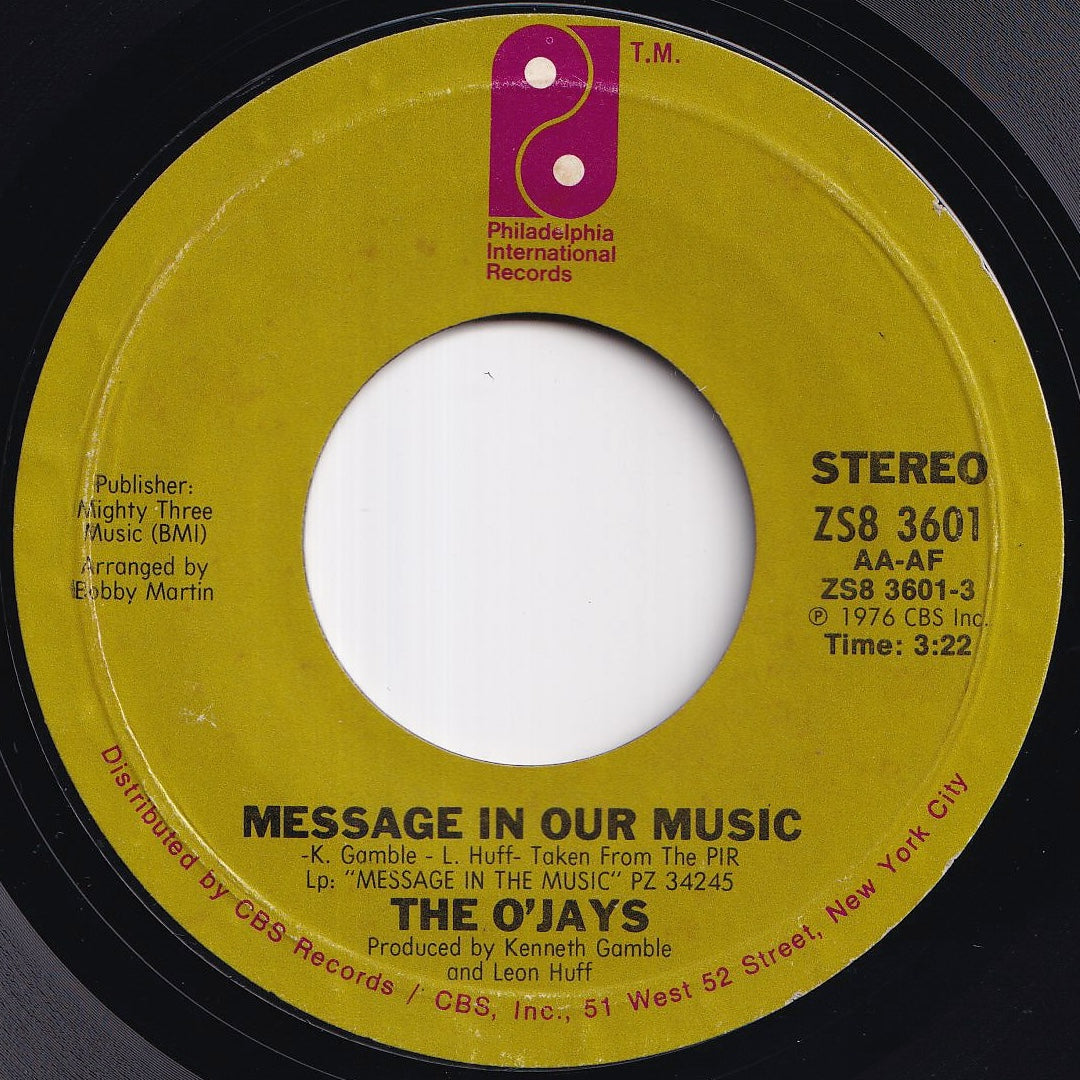 T.M.
Philadelphia
International
Records
Publisher:
Mighty Three
Music (BMI)
Arranged by
Bobby Martin
STEREO
ZS8 3601
AA-AF
ZS8 3601-3
℗ 1976 CBS Inc.
Time: 3:22
MESSAGE IN OUR MUSIC
-K. Gamble - L. Huff- Taken From The PIR
Lp: "MESSAGE IN THE MUSIC" PZ 34245
THE O'JAYS
Produced by Kenneth Gamble
and Leon Huff
Distributed by CBS Records / CBS, Inc., 51 West 52 Street, New York City